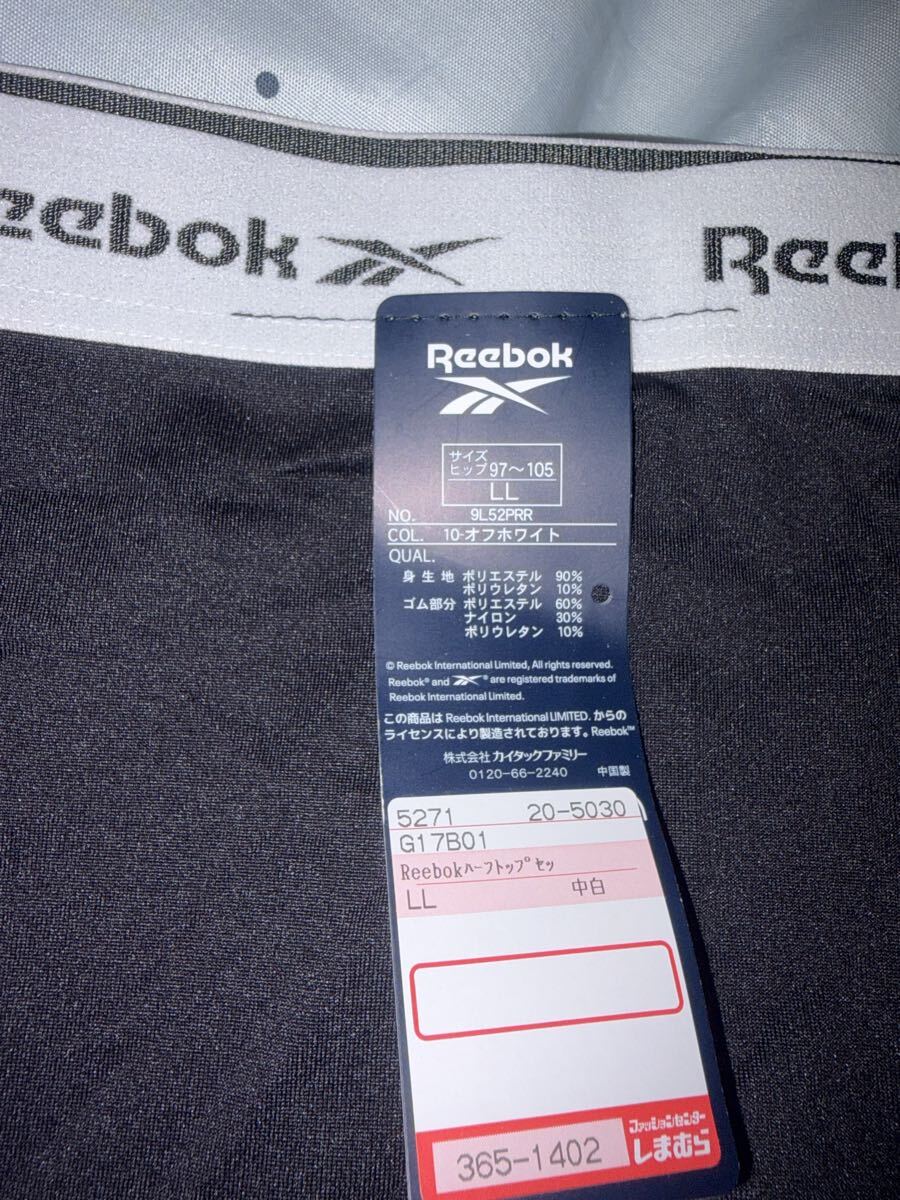 eebok
Ree
Reebok
サイズ
ヒップ 97～105
LL
NO. 9L52PRR
COL. 10-オフホワイト
QUAL.
身生地 ポリエステル 90%
ポリウレタン 10%
ゴム部分 ポリエステル 60%
ナイロン 30%
ポリウレタン 10%
© Reebok International Limited, All rights reserved.
Reebok® and ® are registered trademarks of
Reebok International Limited.
この商品は Reebok International LIMITED. からの
ライセンスにより製造されております。Reebok™
株式会社 カイタックファミリー
0120-66-2240 中国製
5271 20-5030
G17B01
Reebokﾊｰﾌﾄｯﾌﾟｾｯ
LL 中白
365-1402
ファッションセンター
しまむら